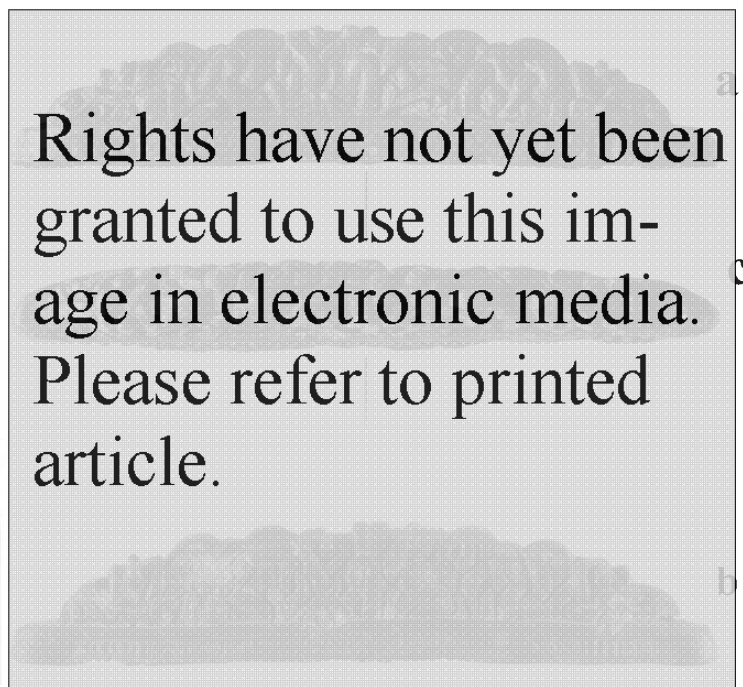 a
Rights have not yet been
granted to use this im-
c
age in electronic media.
Please refer to printed
article.
b